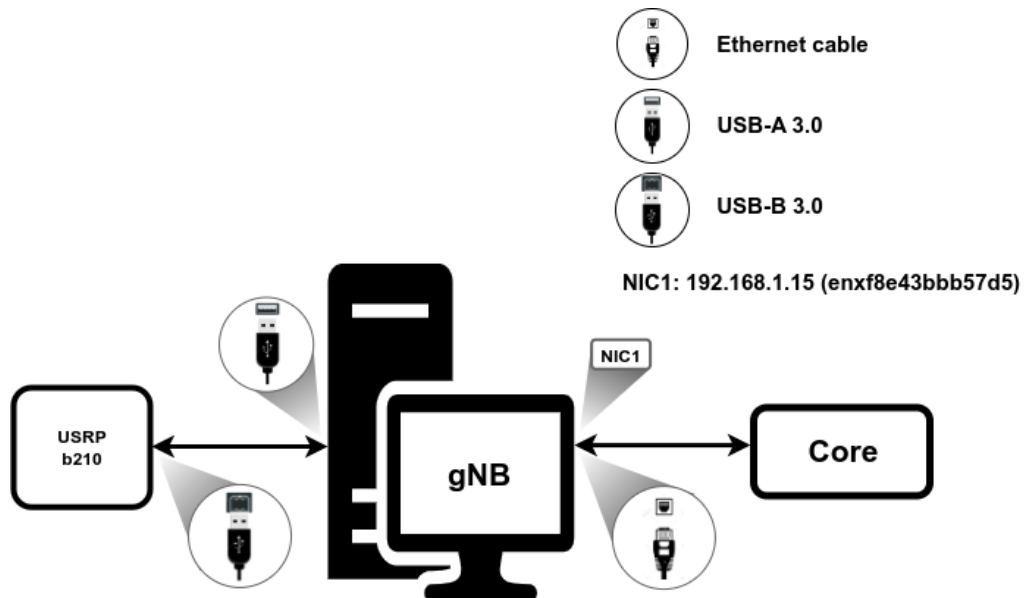 Ethernet cable
USB-A 3.0
USB-B 3.0
NIC1: 192.168.1.15 (enxf8e43bbb57d5)
NIC1
USRP
b210
gNB
Core